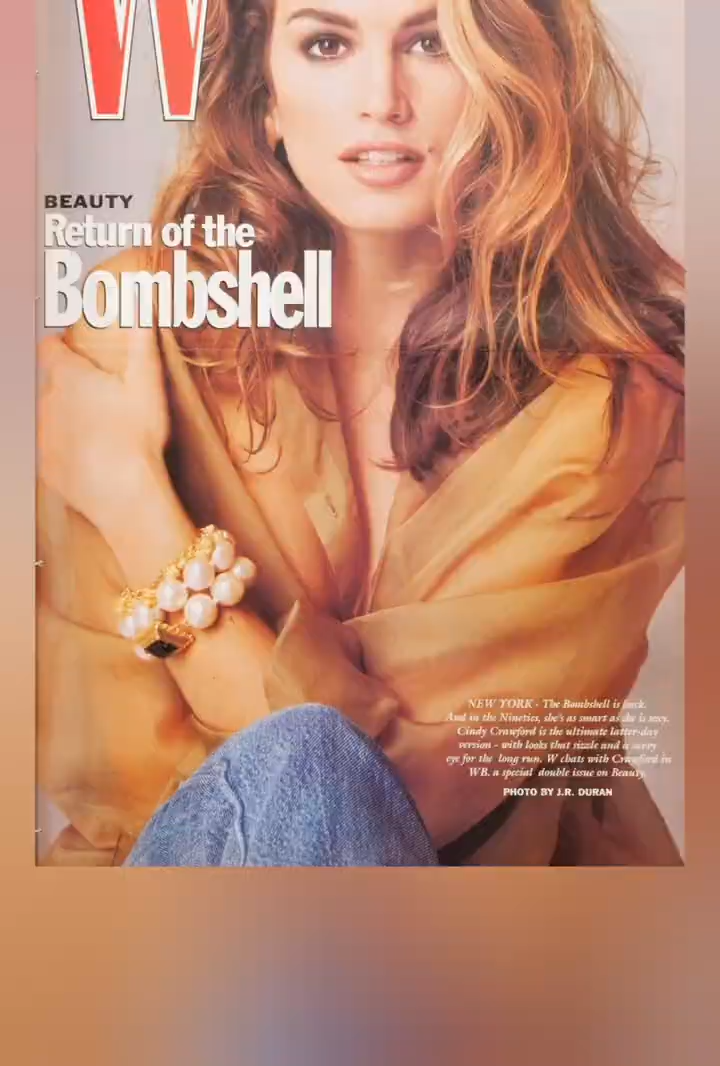 W
BEAUTY
Return of the
Bombshell
NEW YORK - The Bombshell is back.
And in the Nineties, she's as smart as she is sexy.
Cindy Crawford is the ultimate latter-day
version - with looks that sizzle and a savvy
eye for the long run. W chats with Crawford in
WB, a special double issue on Beauty.
PHOTO BY J.R. DURAN